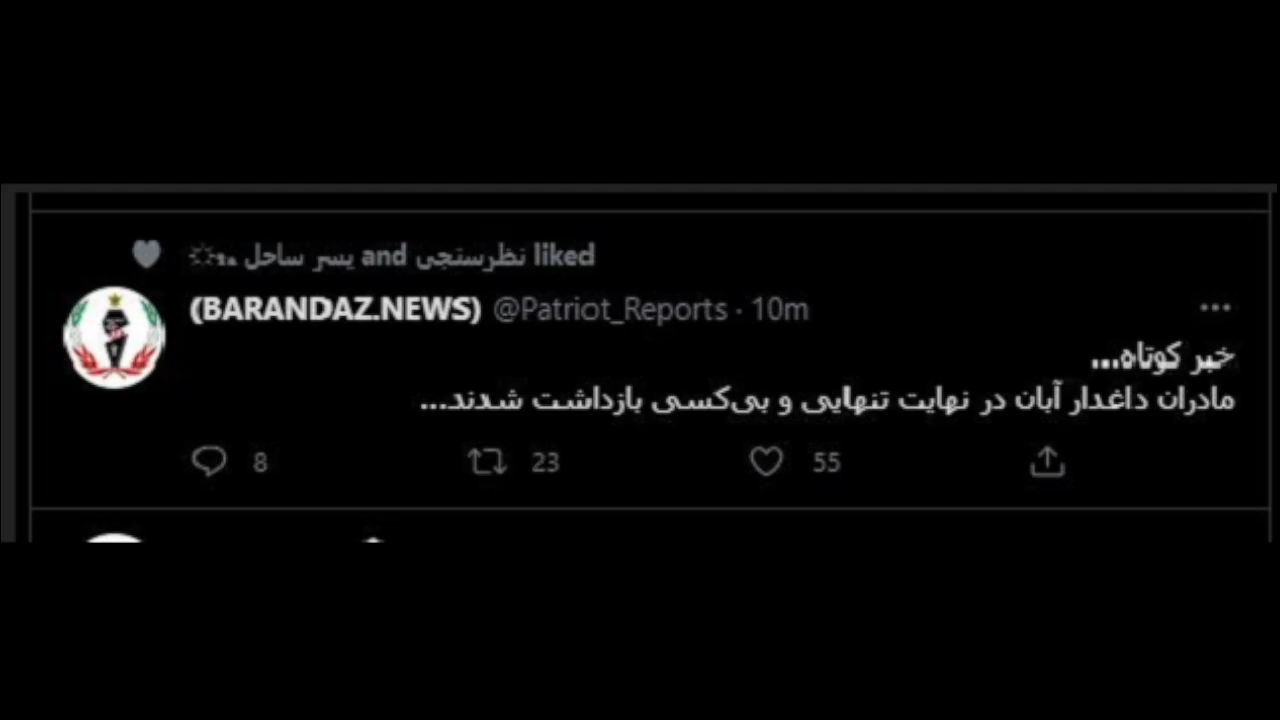 پسر ساحل and نظرسنجی liked
(BARANDAZ.NEWS) @Patriot_Reports · 10m
خبر کوتاه...
مادران داغدار آبان در نهایت تنهایی و بی‌کسی بازداشت شدند...
8 23 55